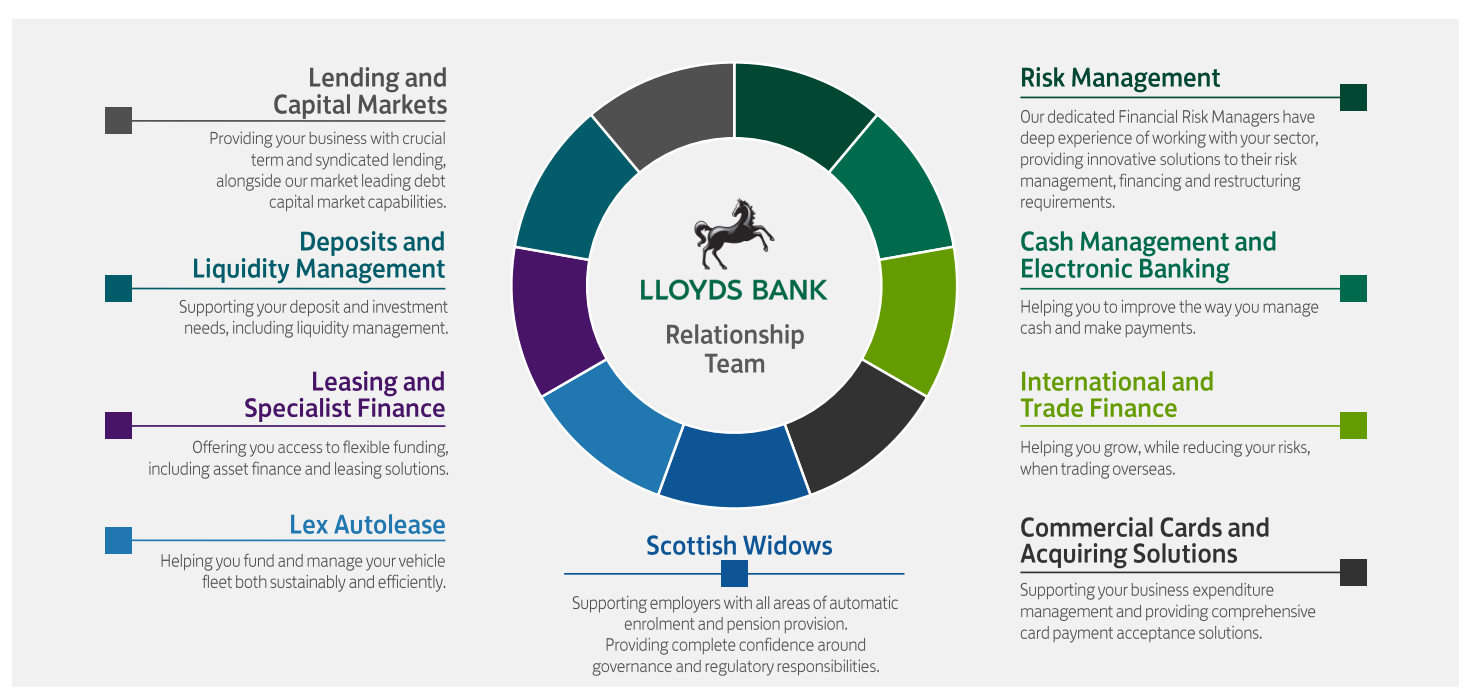 Lending and
Capital Markets
Providing your business with crucial
term and syndicated lending,
alongside our market leading debt
capital market capabilities.
Deposits and
Liquidity Management
Supporting your deposit and investment
needs, including liquidity management.
Leasing and
Specialist Finance
Offering you access to flexible funding,
including asset finance and leasing solutions.
Lex Autolease
Helping you fund and manage your vehicle
fleet both sustainably and efficiently.
LLOYDS BANK
Relationship
Team
Scottish Widows
Supporting employers with all areas of automatic
enrolment and pension provision.
Providing complete confidence around
governance and regulatory responsibilities.
Risk Management
Our dedicated Financial Risk Managers have
deep experience of working with your sector,
providing innovative solutions to their risk
management, financing and restructuring
requirements.
Cash Management and
Electronic Banking
Helping you to improve the way you manage
cash and make payments.
International and
Trade Finance
Helping you grow, while reducing your risks,
when trading overseas.
Commercial Cards and
Acquiring Solutions
Supporting your business expenditure
management and providing comprehensive
card payment acceptance solutions.